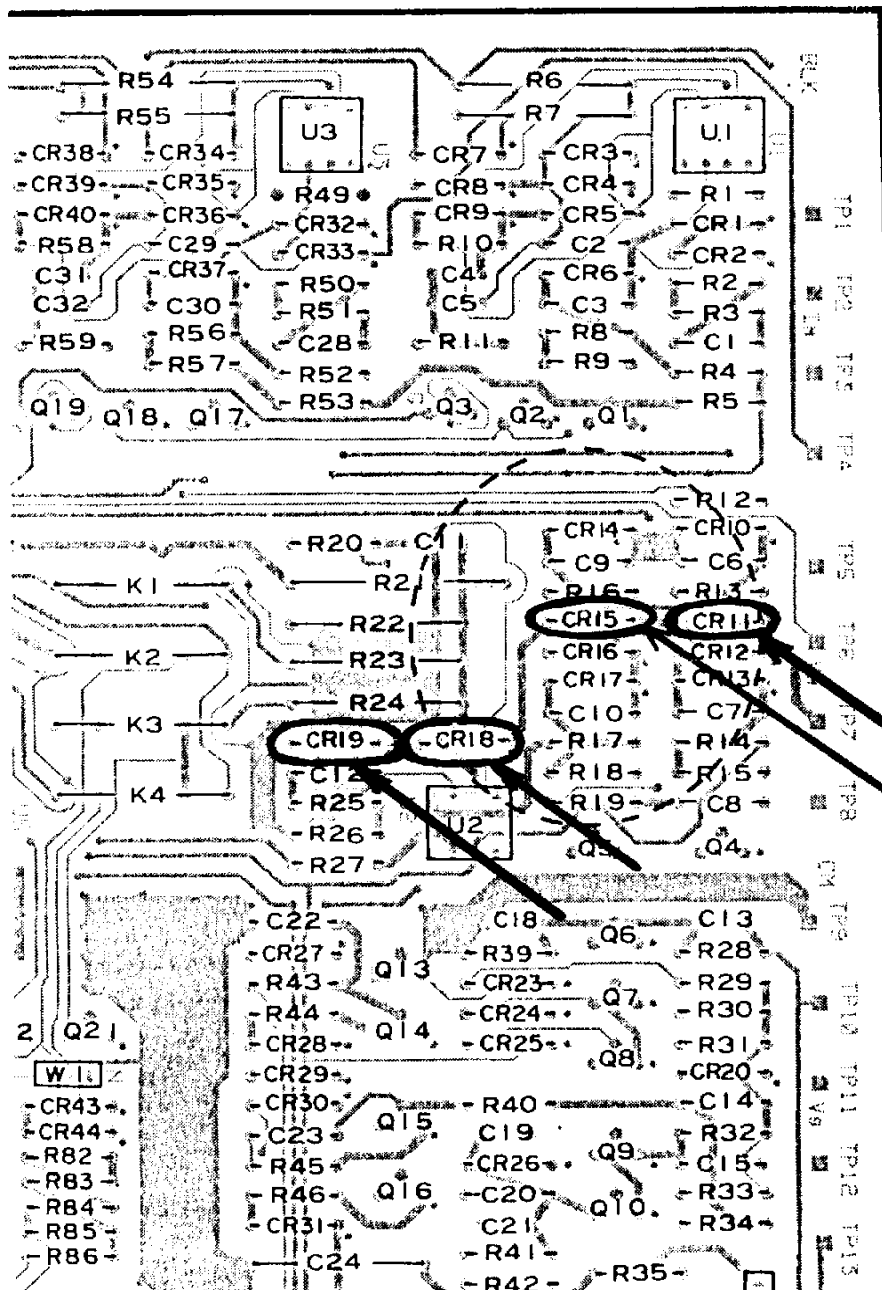 R54 R6 BLK
R55 R7
U3 U1
CR38 CR34 CR7 CR3
CR39 CR35 CR8 CR4
R49 R1
CR40 CR36 CR32 CR9 CR5 CR1 TP1
R58 C29 CR33 R10 C2 CR2
C31 CR37 R50 C4 CR6 R2
C32 C30 R51 C5 C3 R3 TP2
R59 R56 C28 R11 R8 C1
R57 R52 R9 R4 TP3
Q19 Q18 Q17 R53 Q3 Q2 Q1 R5
TP4
R12
R20 C11 CR14 CR10
C9 C6 TP5
K1 R2 R16 R13
R22 CR15 CR11
K2 R23 CR16 CR12 TP6
CR17 CR13
K3 R24 C10 C7 TP7
CR19 CR18 R17 R14
C12 R18 R15
K4 R25 R19 C8 TP8
R26 U2
R27 Q5 Q4
C22 C18 C13 TP9
CR27 Q13 R39 Q6 R28
R43 CR23 Q7 R29
2 Q21 R44 Q14 CR24 R30 TP10
CR28 CR25 Q8 R31
W1 CR29 CR20
CR43 CR30 Q15 R40 C14 TP11
CR44 C23 C19 Q9 R32
R82 R45 CR26 C15
R83 R46 Q16 C20 Q10 R33 TP12
R84
R85 CR31 C21 R34
R86 C24 R41 TP13
R42 R35